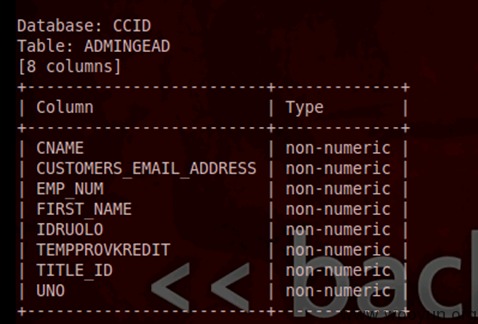 Database: CCID
Table: ADMINGEAD
[8 columns]
+------------------------+-------------+
| Column | Type |
+------------------------+-------------+
| CNAME | non-numeric |
| CUSTOMERS_EMAIL_ADDRESS | non-numeric |
| EMP_NUM | non-numeric |
| FIRST_NAME | non-numeric |
| IDRUOLO | non-numeric |
| TEMPPROVKREDIT | non-numeric |
| TITLE_ID | non-numeric |
| UNO | non-numeric |
+------------------------+-------------+
<< bac